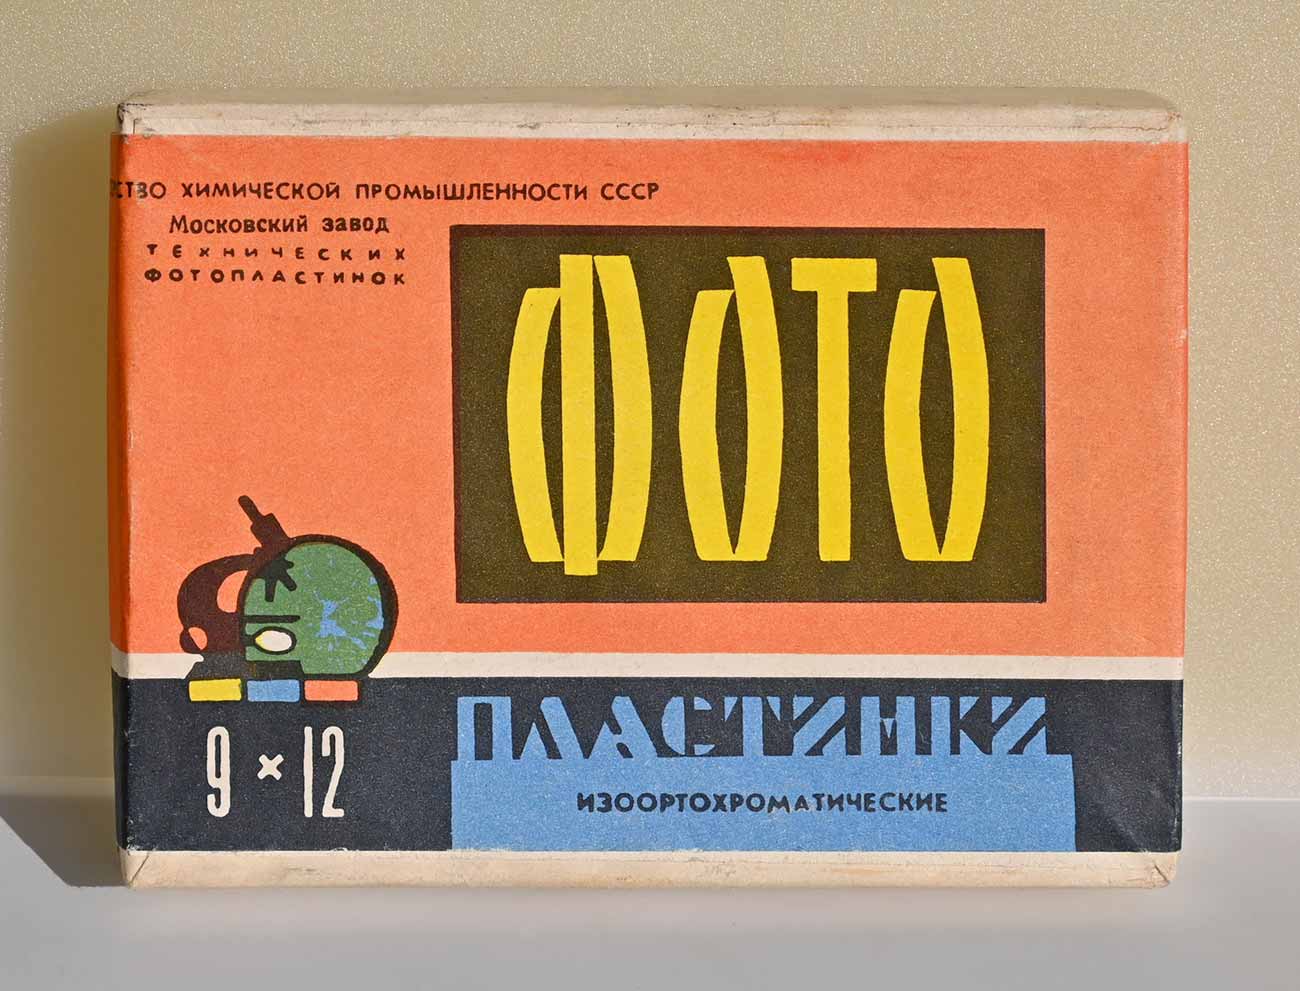 СТВО ХИМИЧЕСКОЙ ПРОМЫШЛЕННОСТИ СССР
Московский завод
ТЕХНИЧЕСКИХ
ФОТОПЛАСТИНОК
ФОТО
ПЛАСТИНКИ
9 × 12
ИЗООРТОХРОМАТИЧЕСКИЕ